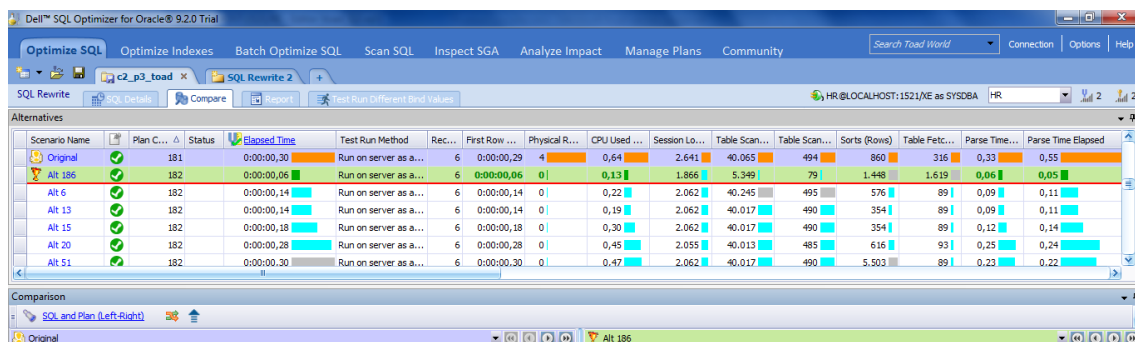 Dell™ SQL Optimizer for Oracle® 9.2.0 Trial
Optimize SQL Optimize Indexes Batch Optimize SQL Scan SQL Inspect SGA Analyze Impact Manage Plans Community Search Toad World Connection Options Help
c2_p3_toad × SQL Rewrite 2 +
SQL Rewrite SQL Details Compare Report Test Run Different Bind Values HR@LOCALHOST:1521/XE as SYSDBA HR 2 2
Alternatives
Scenario Name Plan C... Status Elapsed Time Test Run Method Rec... First Row ... Physical R... CPU Used ... Session Lo... Table Scan... Table Scan... Sorts (Rows) Table Fetc... Parse Time... Parse Time Elapsed
Original 181 0:00:00,30 Run on server as a... 6 0:00:00,29 4 0,64 2.641 40.065 494 860 316 0,33 0,55
Alt 186 182 0:00:00,06 Run on server as a... 6 0:00:00,06 0 0,13 1.866 5.349 79 1.448 1.619 0,06 0,05
Alt 6 182 0:00:00,14 Run on server as a... 6 0:00:00,14 0 0,22 2.062 40.245 495 576 89 0,09 0,11
Alt 13 182 0:00:00,14 Run on server as a... 6 0:00:00,14 0 0,19 2.062 40.017 490 354 89 0,09 0,11
Alt 15 182 0:00:00,18 Run on server as a... 6 0:00:00,18 0 0,30 2.062 40.017 490 354 89 0,12 0,14
Alt 20 182 0:00:00,28 Run on server as a... 6 0:00:00,28 0 0,45 2.055 40.013 485 616 93 0,25 0,24
Alt 51 182 0:00:00,30 Run on server as a... 6 0:00:00,30 0 0,47 2.062 40.017 490 5.503 89 0,23 0,22
Comparison
SQL and Plan (Left-Right)
Original Alt 186